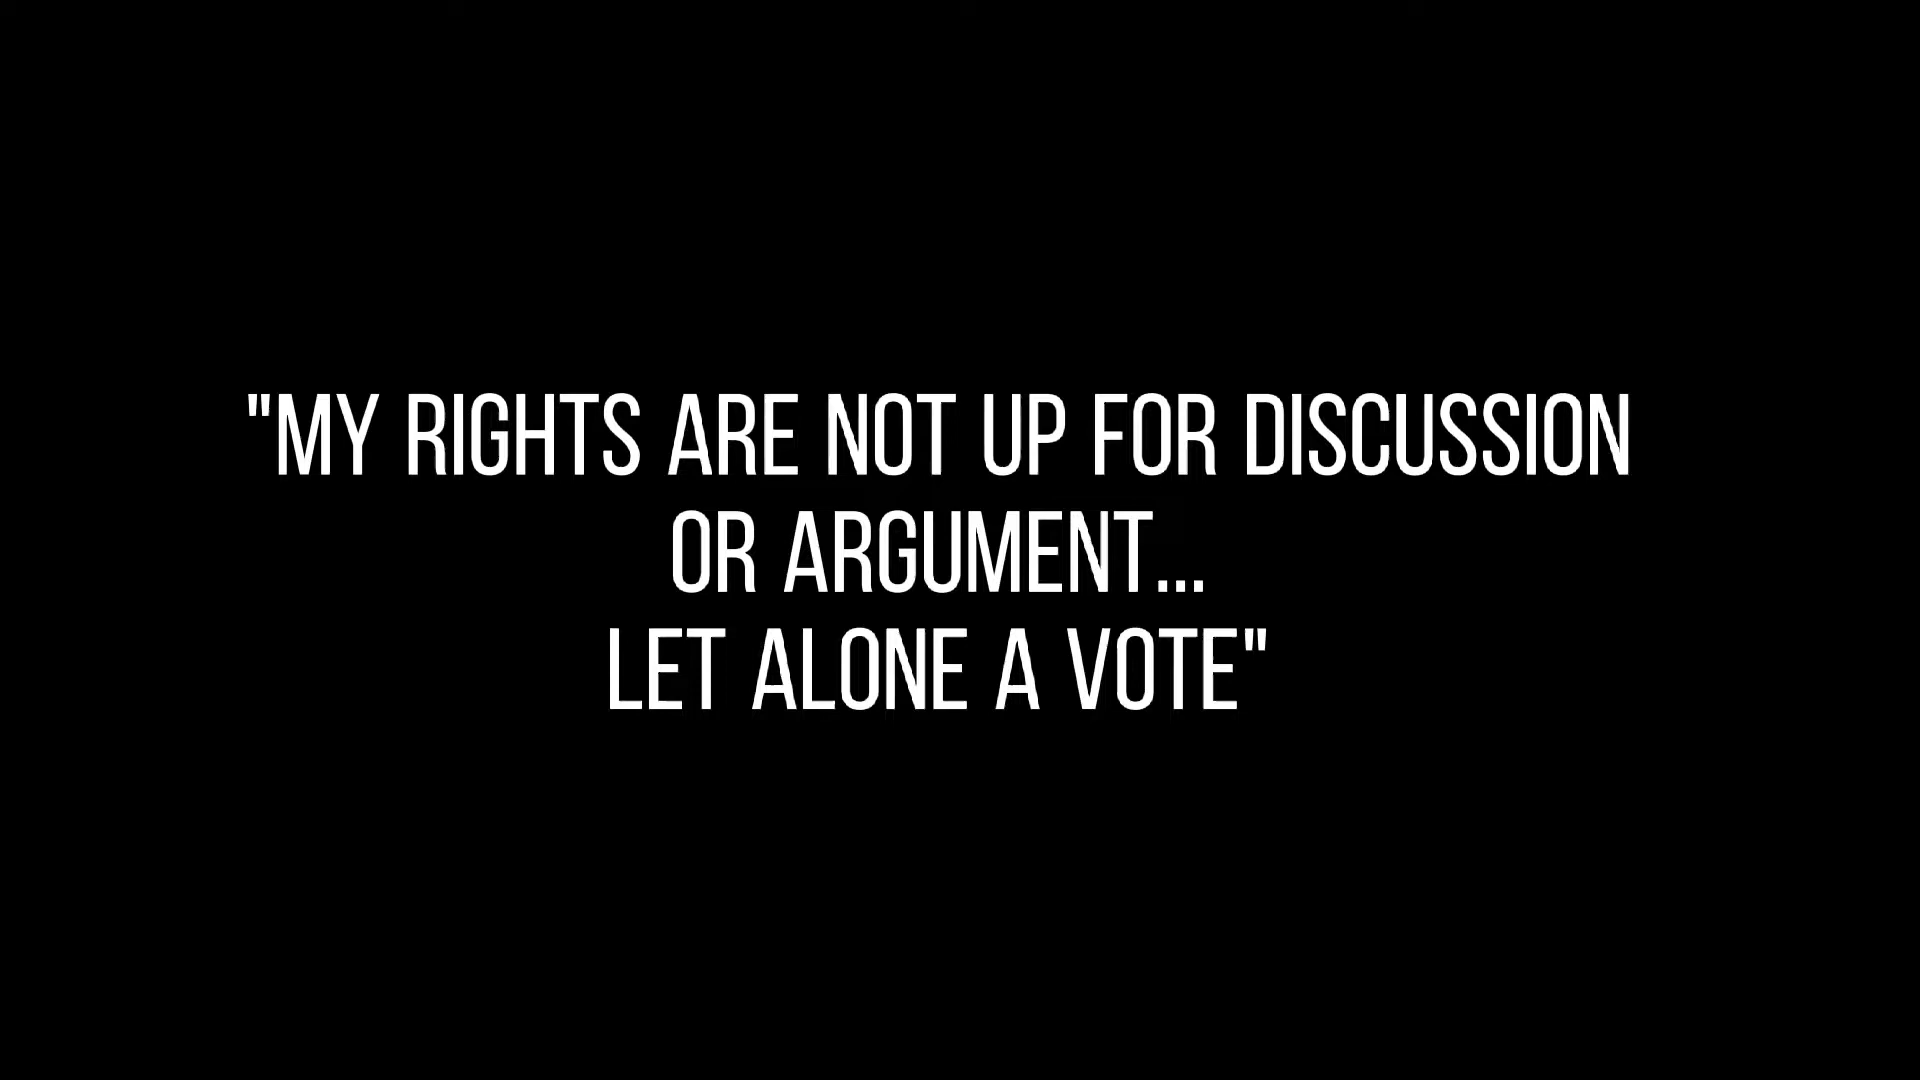 "MY RIGHTS ARE NOT UP FOR DISCUSSION
OR ARGUMENT...
LET ALONE A VOTE"